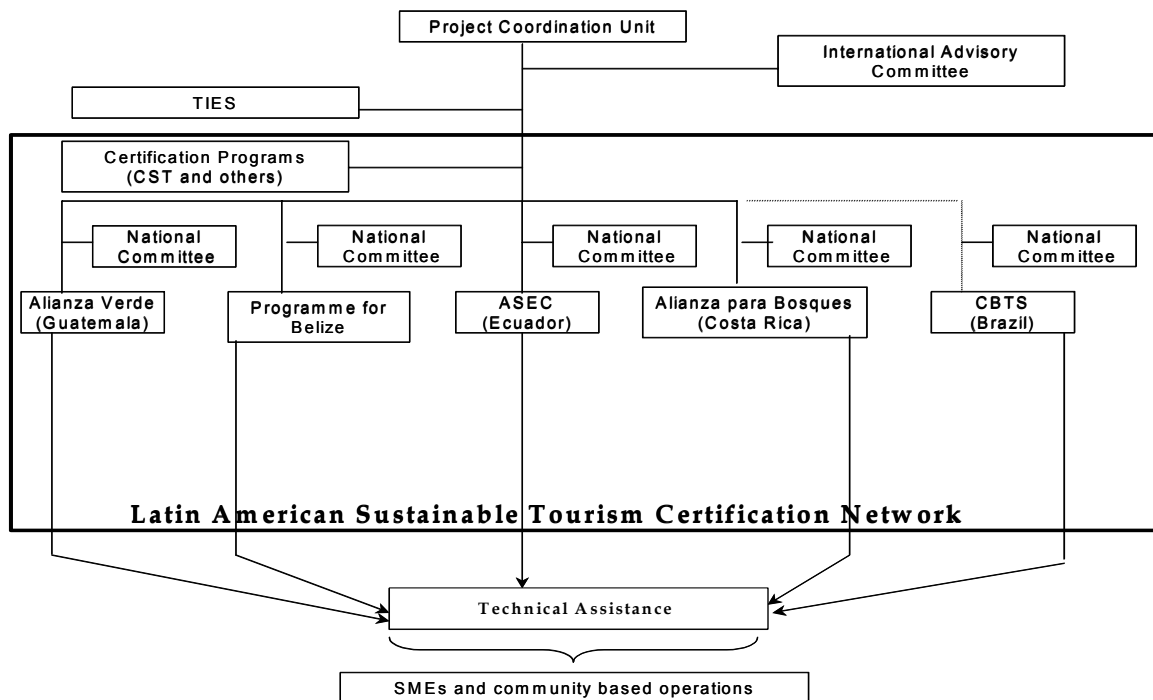 Project Coordination Unit
International Advisory
Committee
TIES
Certification Programs
(CST and others)
National
Committee
National
Committee
National
Committee
National
Committee
National
Committee
Alianza Verde
(Guatemala)
Programme for
Belize
ASEC
(Ecuador)
Alianza para Bosques
(Costa Rica)
CBTS
(Brazil)
Latin American Sustainable Tourism Certification Network
Technical Assistance
SMEs and community based operations